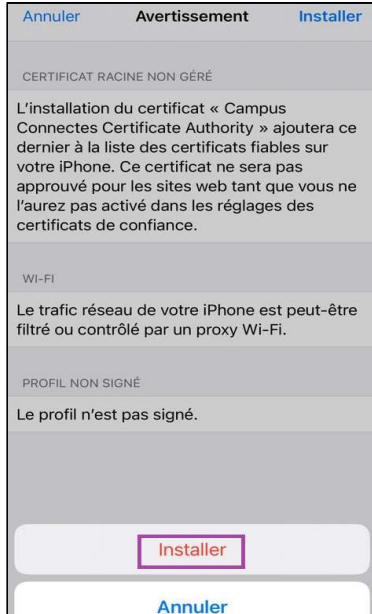 Annuler Avertissement Installer
CERTIFICAT RACINE NON GÉRÉ
L'installation du certificat « Campus
Connectes Certificate Authority » ajoutera ce
dernier à la liste des certificats fiables sur
votre iPhone. Ce certificat ne sera pas
approuvé pour les sites web tant que vous ne
l'aurez pas activé dans les réglages des
certificats de confiance.
WI-FI
Le trafic réseau de votre iPhone est peut-être
filtré ou contrôlé par un proxy Wi-Fi.
PROFIL NON SIGNÉ
Le profil n'est pas signé.
Installer
Annuler